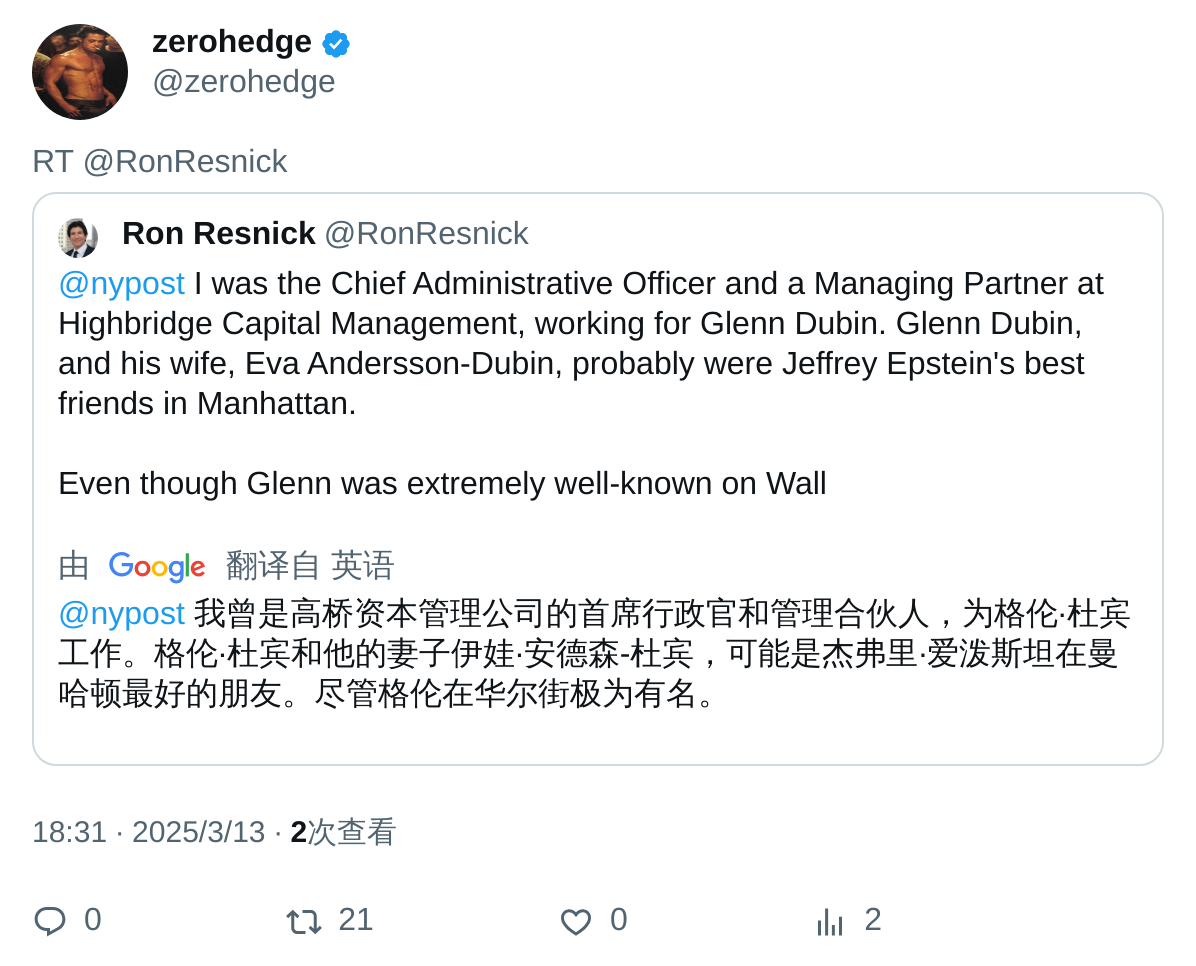 zerohedge
@zerohedge
RT @RonResnick
Ron Resnick @RonResnick
@nypost I was the Chief Administrative Officer and a Managing Partner at
Highbridge Capital Management, working for Glenn Dubin. Glenn Dubin,
and his wife, Eva Andersson-Dubin, probably were Jeffrey Epstein's best
friends in Manhattan.
Even though Glenn was extremely well-known on Wall
由 Google 翻译自 英语
@nypost 我曾是高桥资本管理公司的首席行政官和管理合伙人，为格伦·杜宾
工作。格伦·杜宾和他的妻子伊娃·安德森-杜宾，可能是杰弗里·爱泼斯坦在曼
哈顿最好的朋友。尽管格伦在华尔街极为有名。
18:31 · 2025/3/13 · 2次查看
0 21 0 2